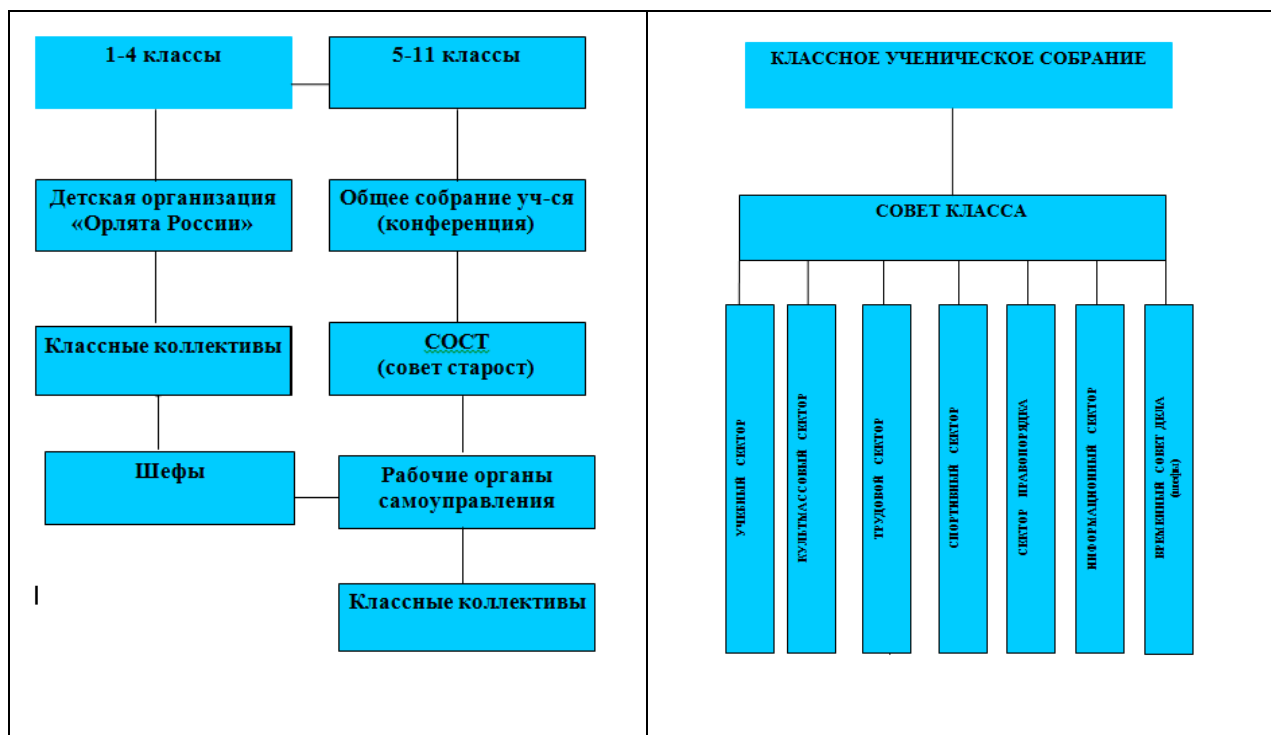 1-4 классы
5-11 классы
Детская организация
«Орлята России»
Общее собрание уч-ся
(конференция)
Классные коллективы
СОСТ
(совет старост)
Шефы
Рабочие органы
самоуправления
Классные коллективы
КЛАССНОЕ УЧЕНИЧЕСКОЕ СОБРАНИЕ
СОВЕТ КЛАССА
УЧЕБНЫЙ СЕКТОР
КУЛЬТМАССОВЫЙ СЕКТОР
ТРУДОВОЙ СЕКТОР
СПОРТИВНЫЙ СЕКТОР
СЕКТОР ПРАВОПОРЯДКА
ИНФОРМАЦИОННЫЙ СЕКТОР
ВРЕМЕННЫЙ СОВЕТ ДЕЛА
(шефы)